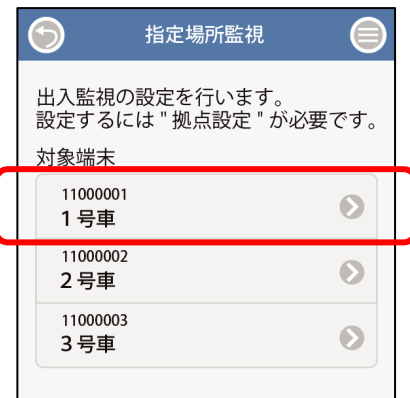 指定場所監視
出入監視の設定を行います。
設定するには"拠点設定"が必要です。
対象端末
11000001
1号車
11000002
2号車
11000003
3号車